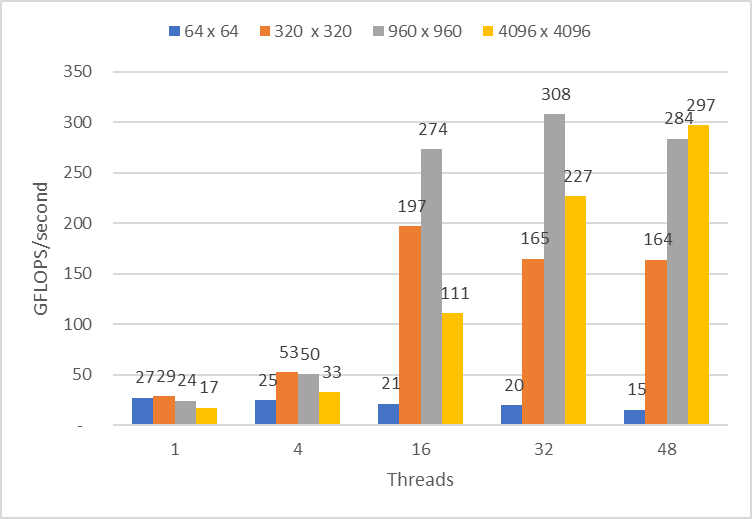 64 x 64 320 x 320 960 x 960 4096 x 4096
350
300
250
200
150
100
50
-
GFLOPS/second
27 29 24 17
25 53 50 33
21 197 274 111
20 165 308 227
15 164 284 297
1 4 16 32 48
Threads